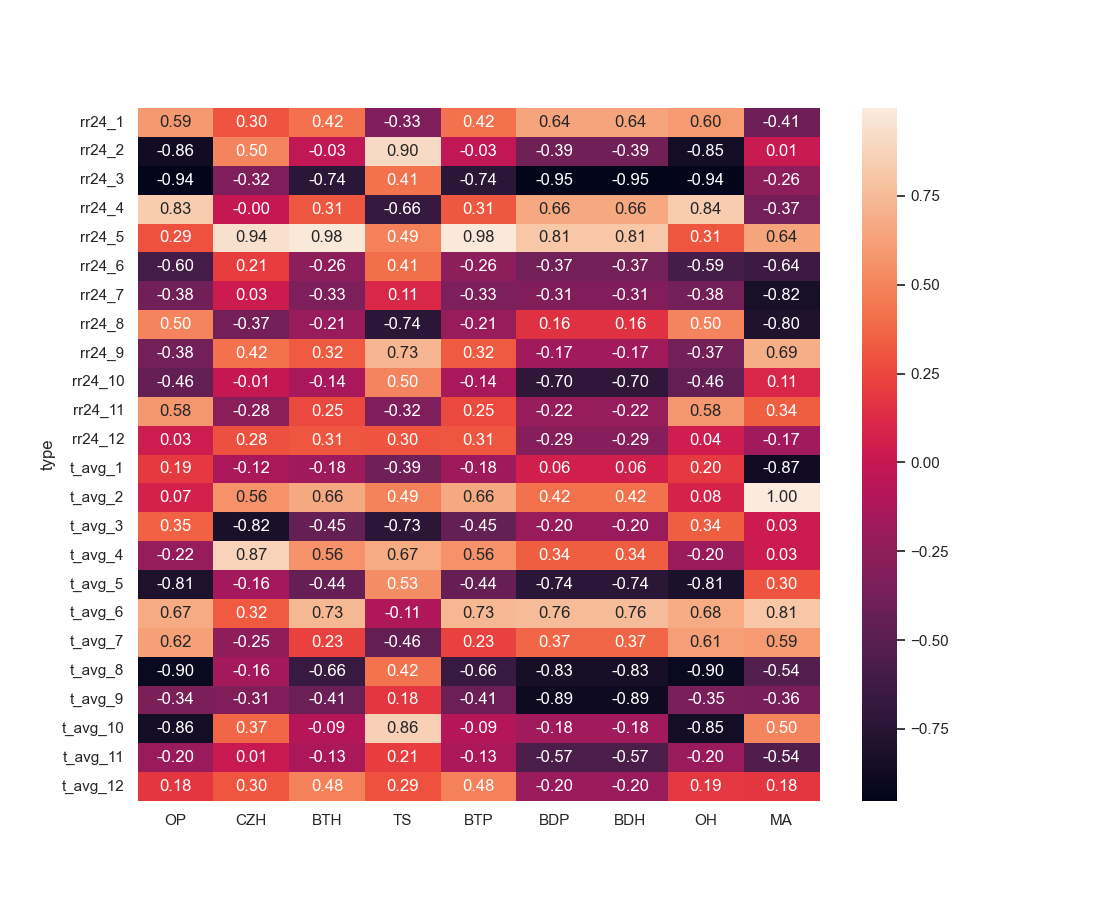 type
rr24_1 0.59 0.30 0.42 -0.33 0.42 0.64 0.64 0.60 -0.41
rr24_2 -0.86 0.50 -0.03 0.90 -0.03 -0.39 -0.39 -0.85 0.01
rr24_3 -0.94 -0.32 -0.74 0.41 -0.74 -0.95 -0.95 -0.94 -0.26
rr24_4 0.83 -0.00 0.31 -0.66 0.31 0.66 0.66 0.84 -0.37
rr24_5 0.29 0.94 0.98 0.49 0.98 0.81 0.81 0.31 0.64
rr24_6 -0.60 0.21 -0.26 0.41 -0.26 -0.37 -0.37 -0.59 -0.64
rr24_7 -0.38 0.03 -0.33 0.11 -0.33 -0.31 -0.31 -0.38 -0.82
rr24_8 0.50 -0.37 -0.21 -0.74 -0.21 0.16 0.16 0.50 -0.80
rr24_9 -0.38 0.42 0.32 0.73 0.32 -0.17 -0.17 -0.37 0.69
rr24_10 -0.46 -0.01 -0.14 0.50 -0.14 -0.70 -0.70 -0.46 0.11
rr24_11 0.58 -0.28 0.25 -0.32 0.25 -0.22 -0.22 0.58 0.34
rr24_12 0.03 0.28 0.31 0.30 0.31 -0.29 -0.29 0.04 -0.17
t_avg_1 0.19 -0.12 -0.18 -0.39 -0.18 0.06 0.06 0.20 -0.87
t_avg_2 0.07 0.56 0.66 0.49 0.66 0.42 0.42 0.08 1.00
t_avg_3 0.35 -0.82 -0.45 -0.73 -0.45 -0.20 -0.20 0.34 0.03
t_avg_4 -0.22 0.87 0.56 0.67 0.56 0.34 0.34 -0.20 0.03
t_avg_5 -0.81 -0.16 -0.44 0.53 -0.44 -0.74 -0.74 -0.81 0.30
t_avg_6 0.67 0.32 0.73 -0.11 0.73 0.76 0.76 0.68 0.81
t_avg_7 0.62 -0.25 0.23 -0.46 0.23 0.37 0.37 0.61 0.59
t_avg_8 -0.90 -0.16 -0.66 0.42 -0.66 -0.83 -0.83 -0.90 -0.54
t_avg_9 -0.34 -0.31 -0.41 0.18 -0.41 -0.89 -0.89 -0.35 -0.36
t_avg_10 -0.86 0.37 -0.09 0.86 -0.09 -0.18 -0.18 -0.85 0.50
t_avg_11 -0.20 0.01 -0.13 0.21 -0.13 -0.57 -0.57 -0.20 -0.54
t_avg_12 0.18 0.30 0.48 0.29 0.48 -0.20 -0.20 0.19 0.18
OP CZH BTH TS BTP BDP BDH OH MA
0.75
0.50
0.25
0.00
-0.25
-0.50
-0.75